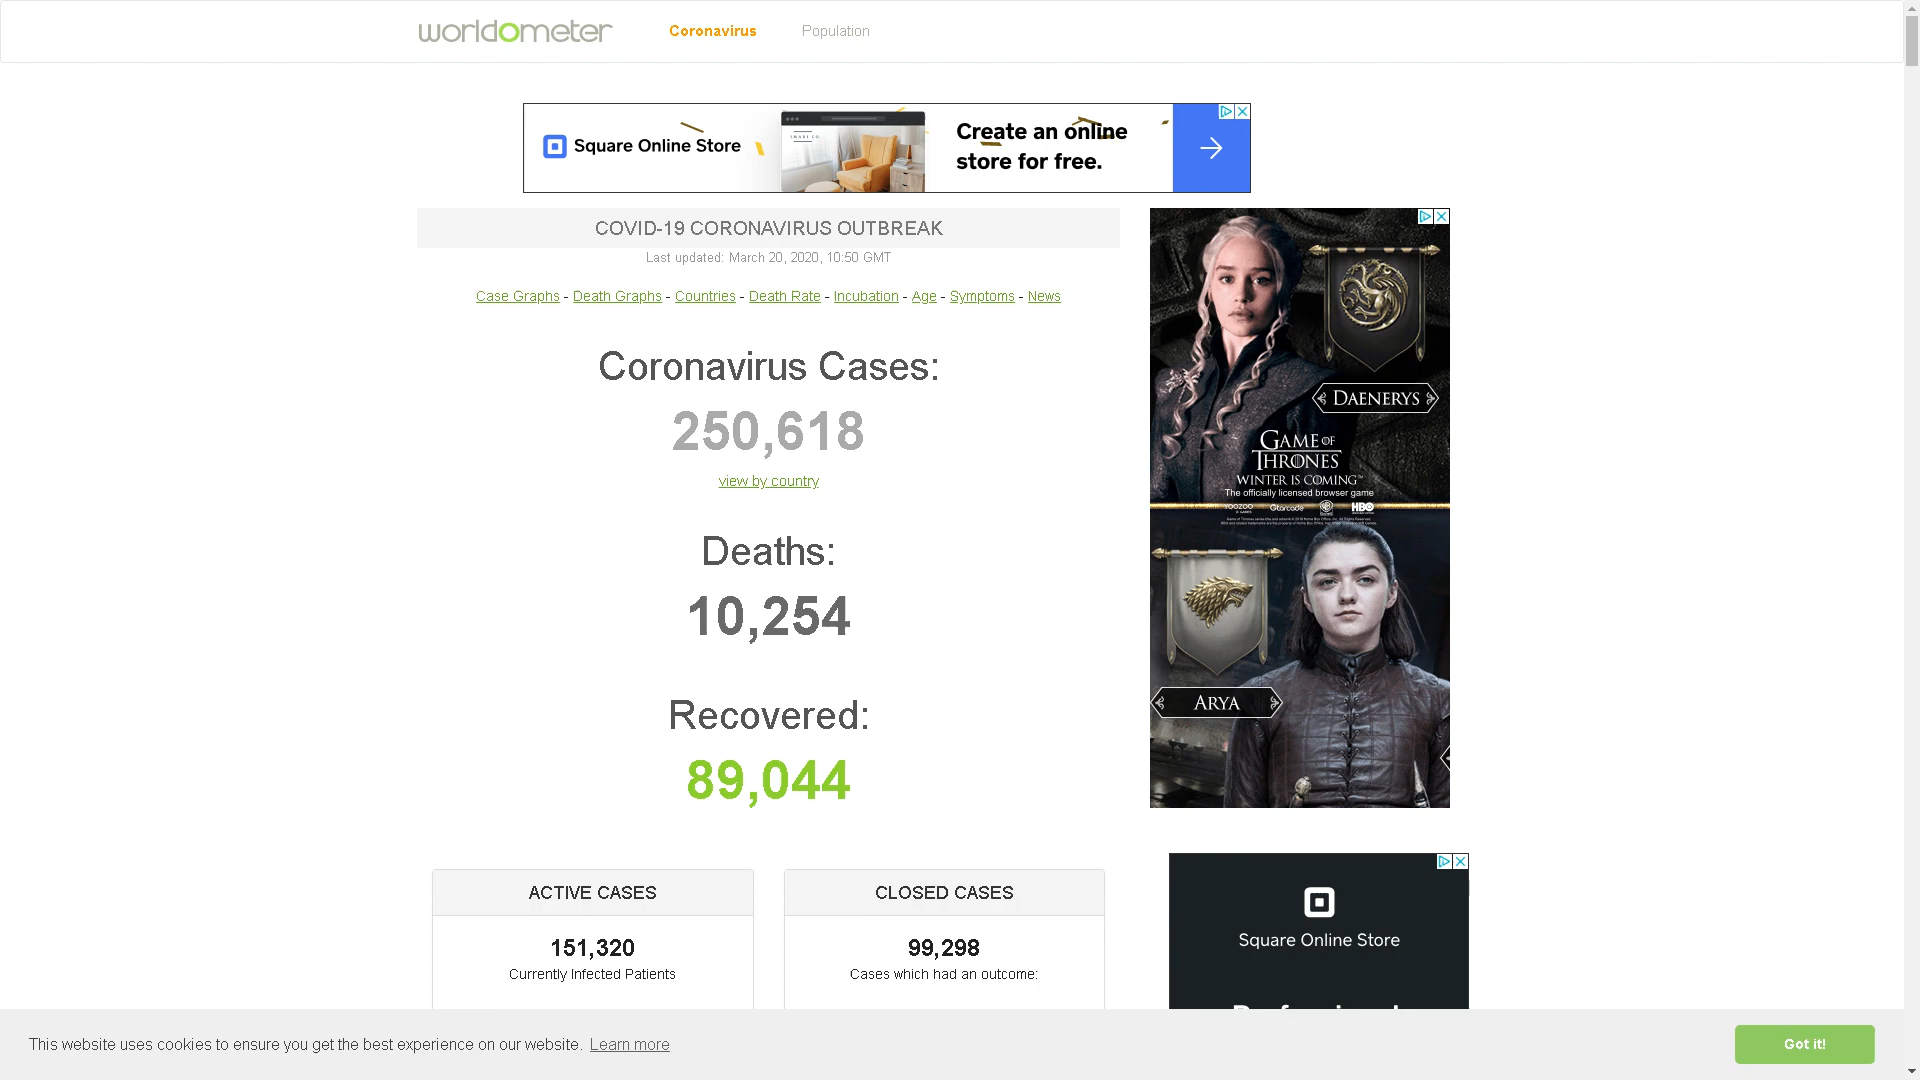 worldometer
Coronavirus
Population
Square Online Store
Create an online
store for free.
COVID-19 CORONAVIRUS OUTBREAK
Last updated: March 20, 2020, 10:50 GMT
Case Graphs - Death Graphs - Countries - Death Rate - Incubation - Age - Symptoms - News
Coronavirus Cases:
250,618
view by country
Deaths:
10,254
Recovered:
89,044
DAENERYS
GAME OF
THRONES
WINTER IS COMING™
The officially licensed browser game
YOOZOO
GAMES
Gtarcade
HBO
ARYA
ACTIVE CASES
151,320
Currently Infected Patients
CLOSED CASES
99,298
Cases which had an outcome:
Square Online Store
This website uses cookies to ensure you get the best experience on our website. Learn more
Got it!